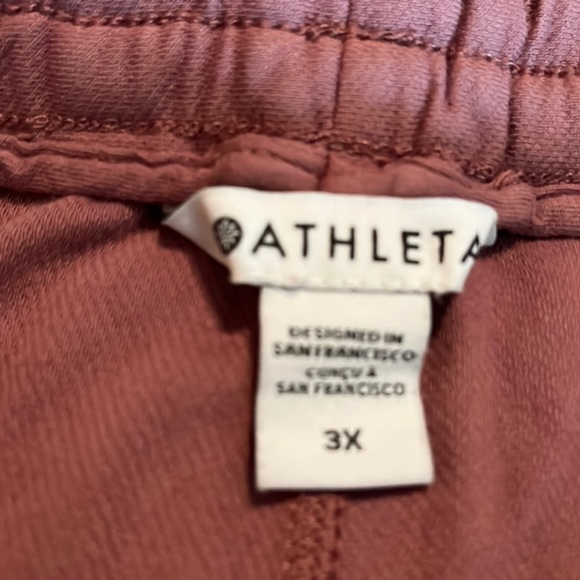 ATHLETA
DESIGNED IN
SAN FRANCISCO
CONÇU À
SAN FRANCISCO
3X